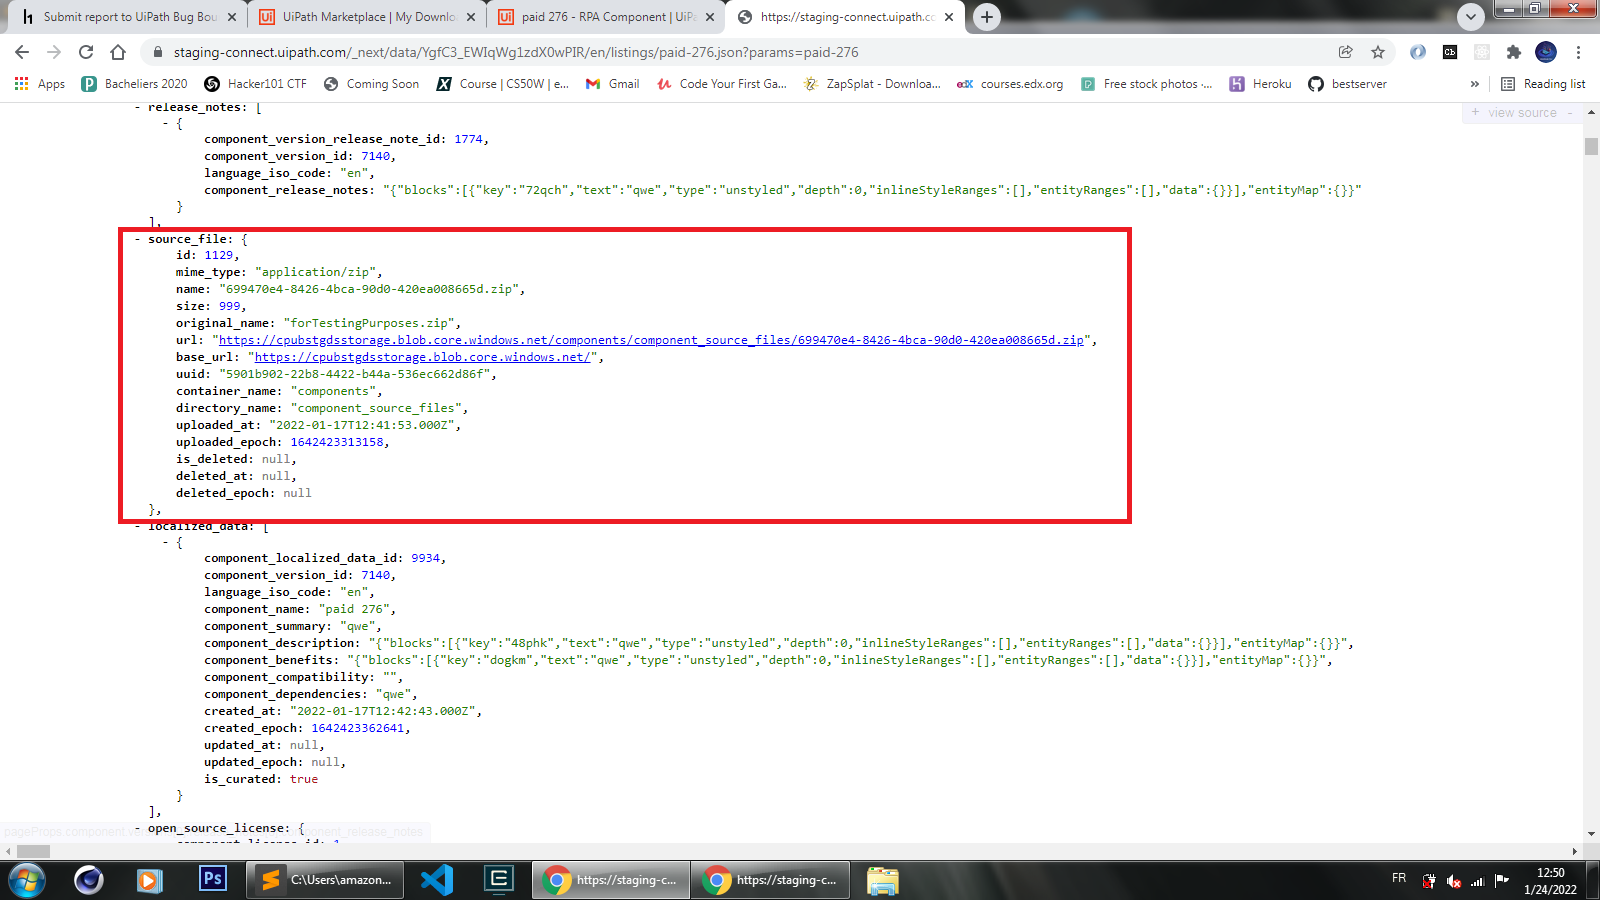 Submit report to UiPath Bug Bou
UiPath Marketplace | My Downlo
paid 276 - RPA Component | UiPa
https://staging-connect.uipath.co
staging-connect.uipath.com/_next/data/YgfC3_EWIqWg1zdX0wPIR/en/listings/paid-276.json?params=paid-276
Apps
Bacheliers 2020
Hacker101 CTF
Coming Soon
Course | CS50W | e...
Gmail
Code Your First Ga...
ZapSplat - Downloa...
courses.edx.org
Free stock photos ·...
Heroku
bestserver
»
Reading list
+ view source -
- release_notes: [
- {
component_version_release_note_id: 1774,
component_version_id: 7140,
language_iso_code: "en",
component_release_notes: "{"blocks":[{"key":"72qch","text":"qwe","type":"unstyled","depth":0,"inlineStyleRanges":[],"entityRanges":[],"data":{}}],"entityMap":{}}"
}
],
- source_file: {
id: 1129,
mime_type: "application/zip",
name: "699470e4-8426-4bca-90d0-420ea008665d.zip",
size: 999,
original_name: "forTestingPurposes.zip",
url: "https://cpubstgdsstorage.blob.core.windows.net/components/component_source_files/699470e4-8426-4bca-90d0-420ea008665d.zip",
base_url: "https://cpubstgdsstorage.blob.core.windows.net/",
uuid: "5901b902-22b8-4422-b44a-536ec662d86f",
container_name: "components",
directory_name: "component_source_files",
uploaded_at: "2022-01-17T12:41:53.000Z",
uploaded_epoch: 1642423313158,
is_deleted: null,
deleted_at: null,
deleted_epoch: null
},
- localized_data: [
- {
component_localized_data_id: 9934,
component_version_id: 7140,
language_iso_code: "en",
component_name: "paid 276",
component_summary: "qwe",
component_description: "{"blocks":[{"key":"48phk","text":"qwe","type":"unstyled","depth":0,"inlineStyleRanges":[],"entityRanges":[],"data":{}}],"entityMap":{}}",
component_benefits: "{"blocks":[{"key":"dogkm","text":"qwe","type":"unstyled","depth":0,"inlineStyleRanges":[],"entityRanges":[],"data":{}}],"entityMap":{}}",
component_compatibility: "",
component_dependencies: "qwe",
created_at: "2022-01-17T12:42:43.000Z",
created_epoch: 1642423362641,
updated_at: null,
updated_epoch: null,
is_curated: true
}
],
- open_source_license: {
C:\Users\amazon...
https://staging-c...
https://staging-c...
FR
12:50
1/24/2022